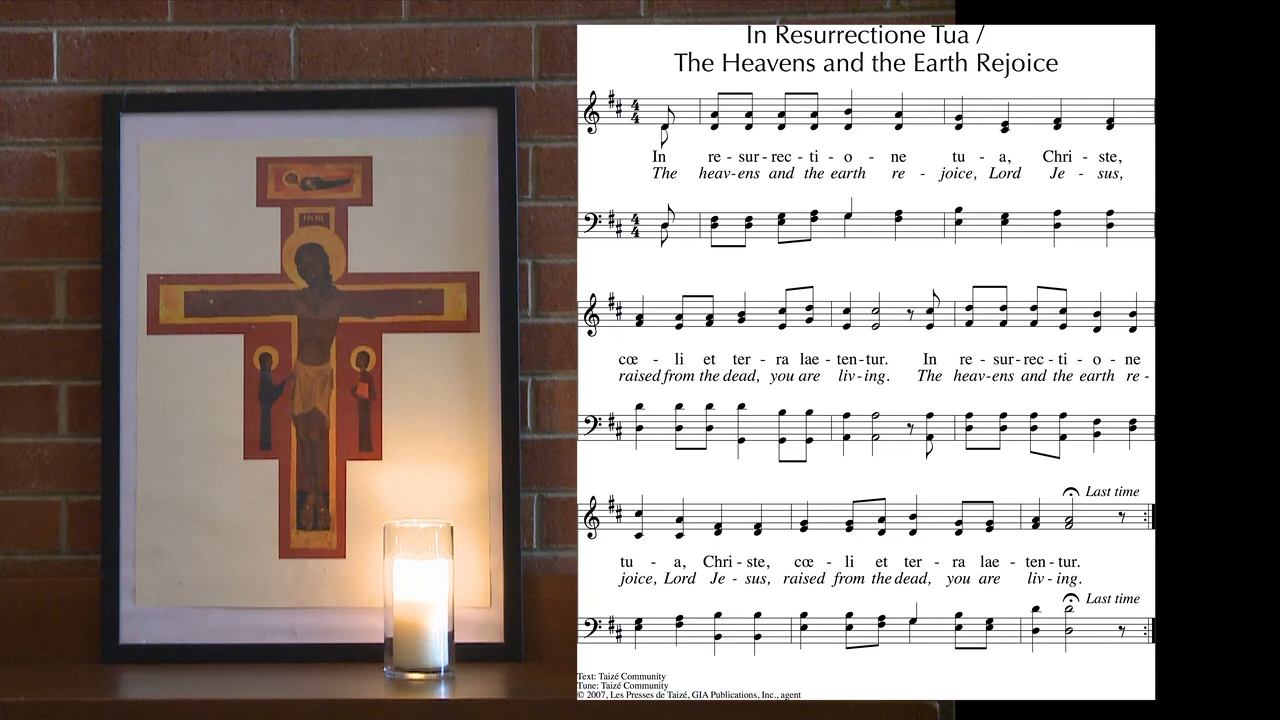 In Resurrectione Tua /
The Heavens and the Earth Rejoice
In re - sur - rec - ti - o - ne tu - a, Chri - ste,
The heav - ens and the earth re - joice, Lord Je - sus,
cœ - li et ter - ra lae - ten - tur. In re - sur - rec - ti - o - ne
raised from the dead, you are liv - ing. The heav - ens and the earth re -
Last time
tu - a, Chri - ste, cœ - li et ter - ra lae - ten - tur.
joice, Lord Je - sus, raised from the dead, you are liv - ing.
Last time
Text: Taizé Community
Tune: Taizé Community
© 2007, Les Presses de Taizé, GIA Publications, Inc., agent